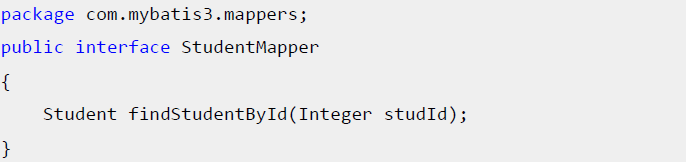 package com.mybatis3.mappers;
public interface StudentMapper
{
    Student findStudentById(Integer studId);
}